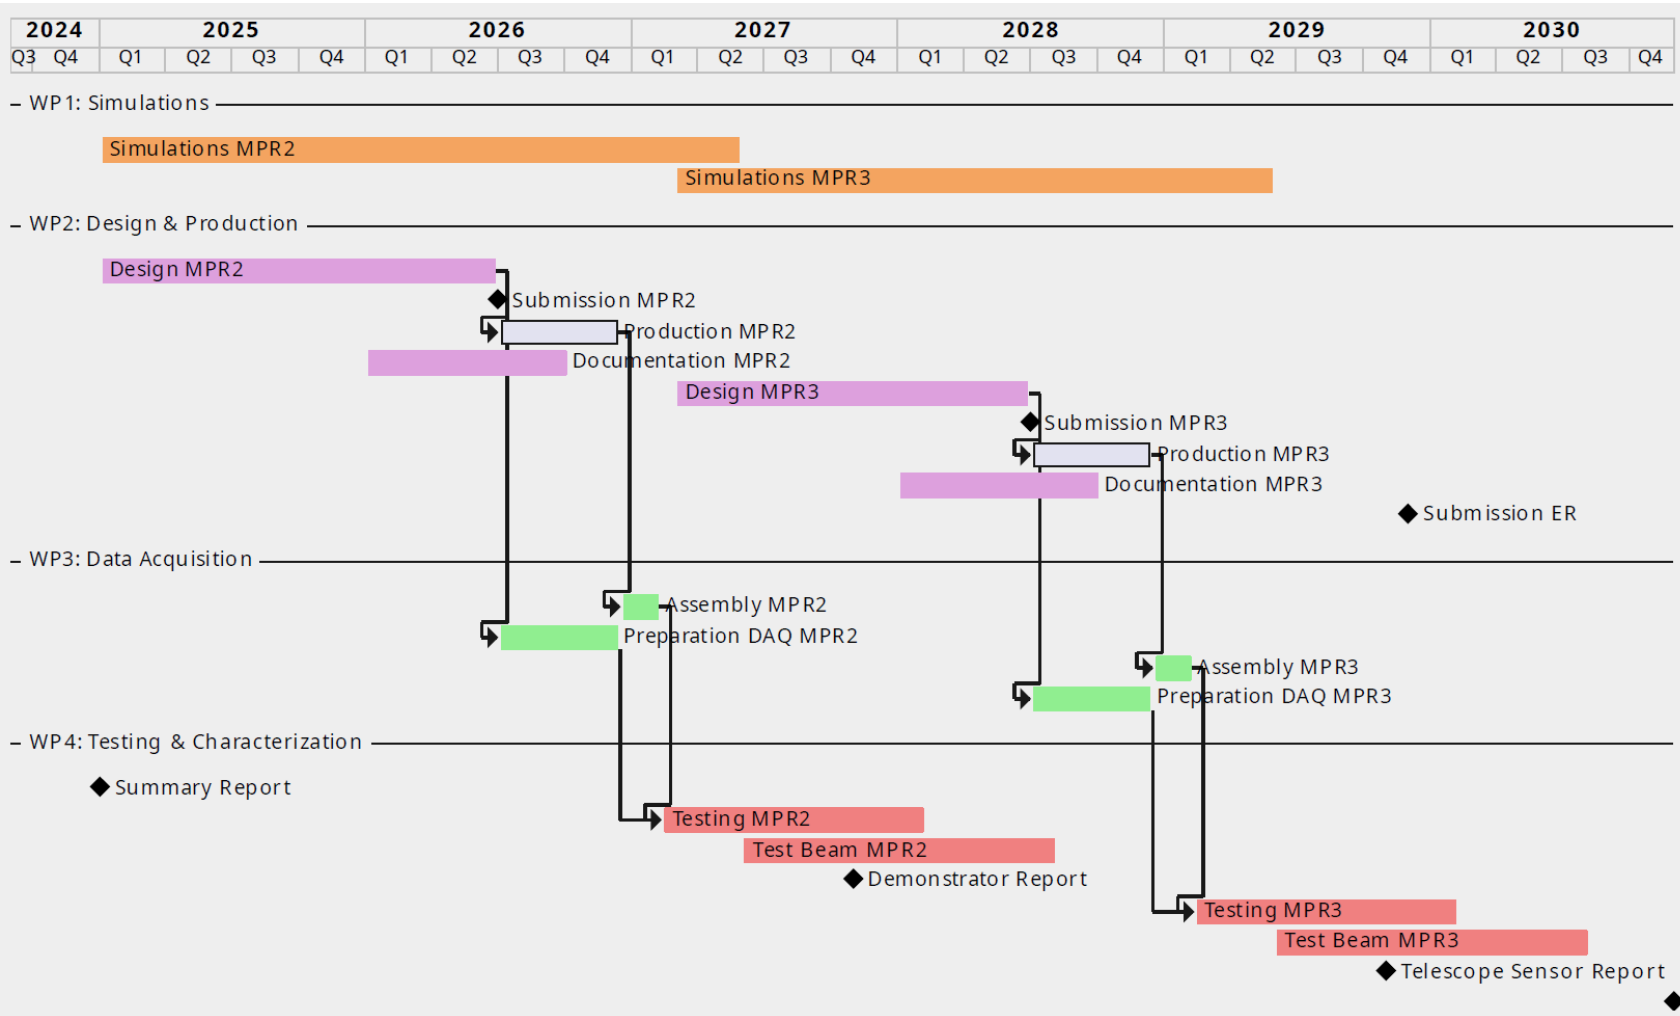 2024 2025 2026 2027 2028 2029 2030
Q3 Q4 Q1 Q2 Q3 Q4 Q1 Q2 Q3 Q4 Q1 Q2 Q3 Q4 Q1 Q2 Q3 Q4 Q1 Q2 Q3 Q4 Q1 Q2 Q3 Q4
WP1: Simulations
Simulations MPR2
Simulations MPR3
WP2: Design & Production
Design MPR2
Submission MPR2
Production MPR2
Documentation MPR2
Design MPR3
Submission MPR3
Production MPR3
Documentation MPR3
Submission ER
WP3: Data Acquisition
Assembly MPR2
Preparation DAQ MPR2
Assembly MPR3
Preparation DAQ MPR3
WP4: Testing & Characterization
Summary Report
Testing MPR2
Test Beam MPR2
Demonstrator Report
Testing MPR3
Test Beam MPR3
Telescope Sensor Report